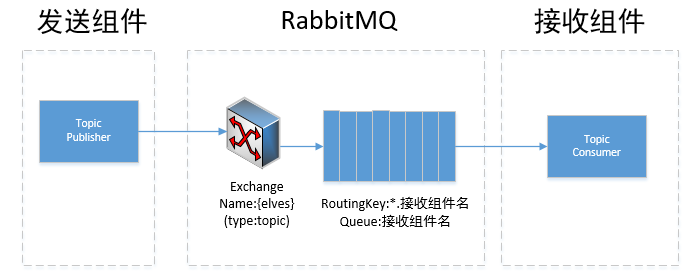 发送组件
RabbitMQ
接收组件
Topic
Publisher
Exchange
Name:{elves}
(type:topic)
RoutingKey:*.接收组件名
Queue:接收组件名
Topic
Consumer